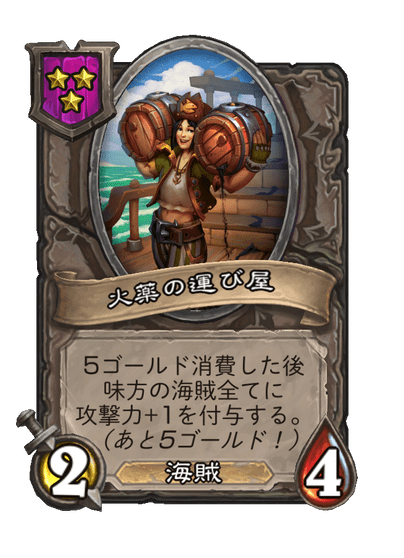 火薬の運び屋
5ゴールド消費した後
味方の海賊全てに
攻撃力+1を付与する。
（あと5ゴールド！）
2
海賊
4